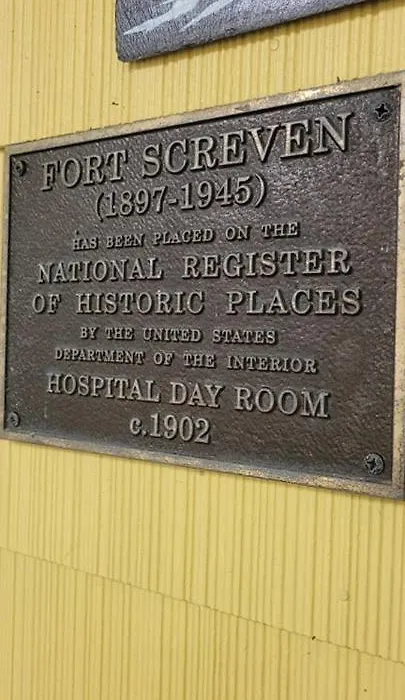 FORT SCREVEN
(1897-1945)
HAS BEEN PLACED ON THE
NATIONAL REGISTER
OF HISTORIC PLACES
BY THE UNITED STATES
DEPARTMENT OF THE INTERIOR
HOSPITAL DAY ROOM
c.1902